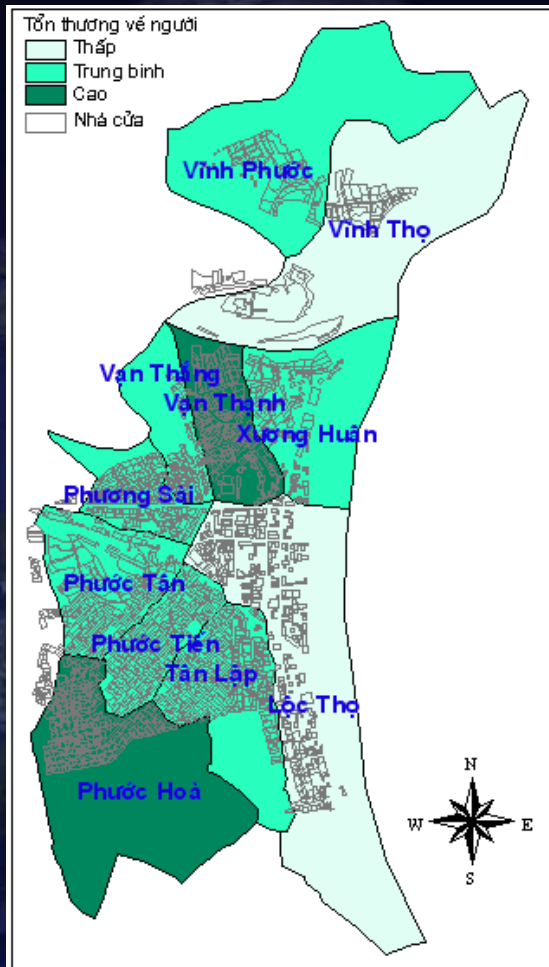 Tổn thương về người
Thấp
Trung bình
Cao
Nhà cửa
Vĩnh Phước
Vĩnh Thọ
Vạn Thắng
Vạn Thạnh
Xương Huân
Phương Sài
Phước Tân
Phước Tiến
Tân Lập
Lộc Thọ
Phước Hoà
N
W E
S